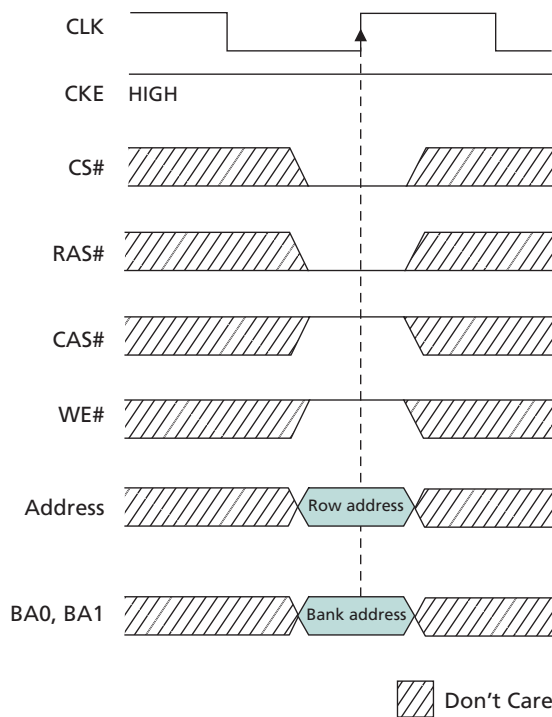 CLK
CKE HIGH
CS#
RAS#
CAS#
WE#
Address Row address
BA0, BA1 Bank address
Don't Care